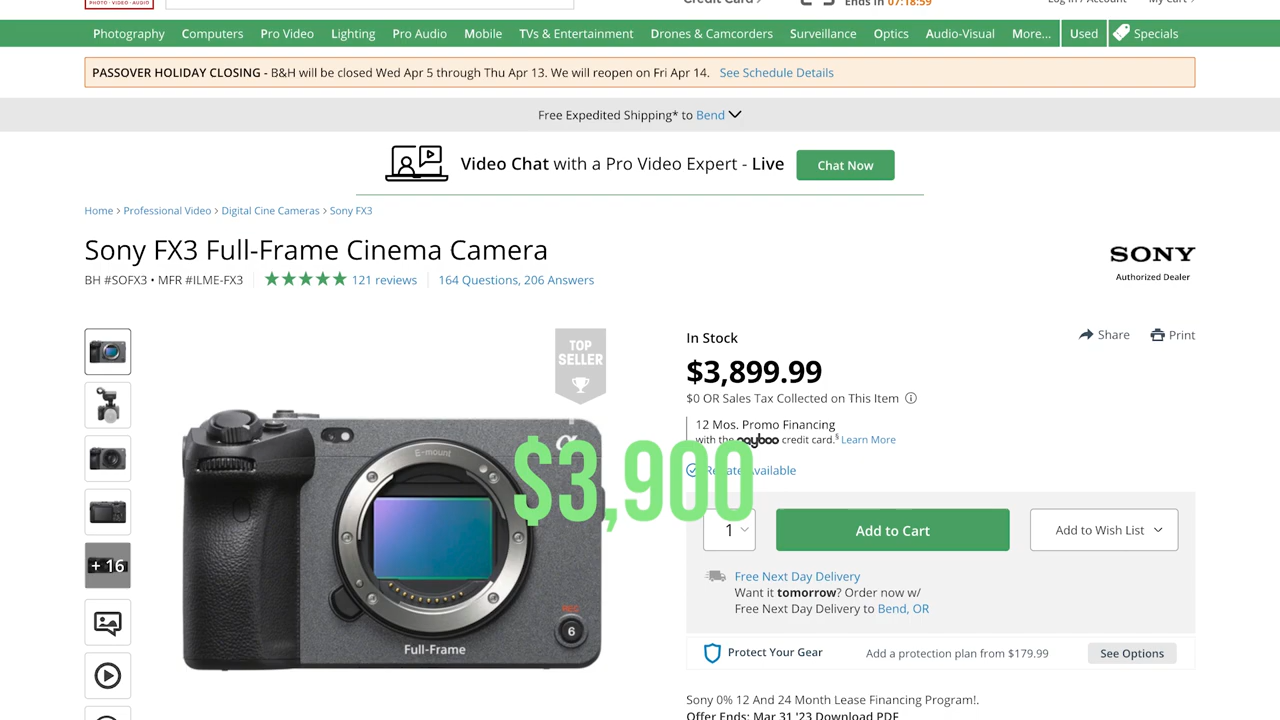 PHOTO · VIDEO · AUDIO
Credit Card
Ends in 07:18:59
Log In / Account My Cart
Photography Computers Pro Video Lighting Pro Audio Mobile TVs & Entertainment Drones & Camcorders Surveillance Optics Audio-Visual More... Used Specials
PASSOVER HOLIDAY CLOSING - B&H will be closed Wed Apr 5 through Thu Apr 13. We will reopen on Fri Apr 14. See Schedule Details
Free Expedited Shipping* to Bend
Video Chat with a Pro Video Expert - Live Chat Now
Home > Professional Video > Digital Cine Cameras > Sony FX3
Sony FX3 Full-Frame Cinema Camera
BH #SOFX3 • MFR #ILME-FX3 121 reviews 164 Questions, 206 Answers
SONY
Authorized Dealer
TOP
SELLER
In Stock
Share Print
$3,899.99
$0 OR Sales Tax Collected on This Item
12 Mos. Promo Financing
with the payboo credit card.§ Learn More
Rebate Available
α
E-mount
$3,900
1 Add to Cart Add to Wish List
+ 16
Free Next Day Delivery
Want it tomorrow? Order now w/
Free Next Day Delivery to Bend, OR
REC
6
Full-Frame
Protect Your Gear Add a protection plan from $179.99 See Options
Sony 0% 12 And 24 Month Lease Financing Program!.
Offer Ends: Mar 31 '23 Download PDF